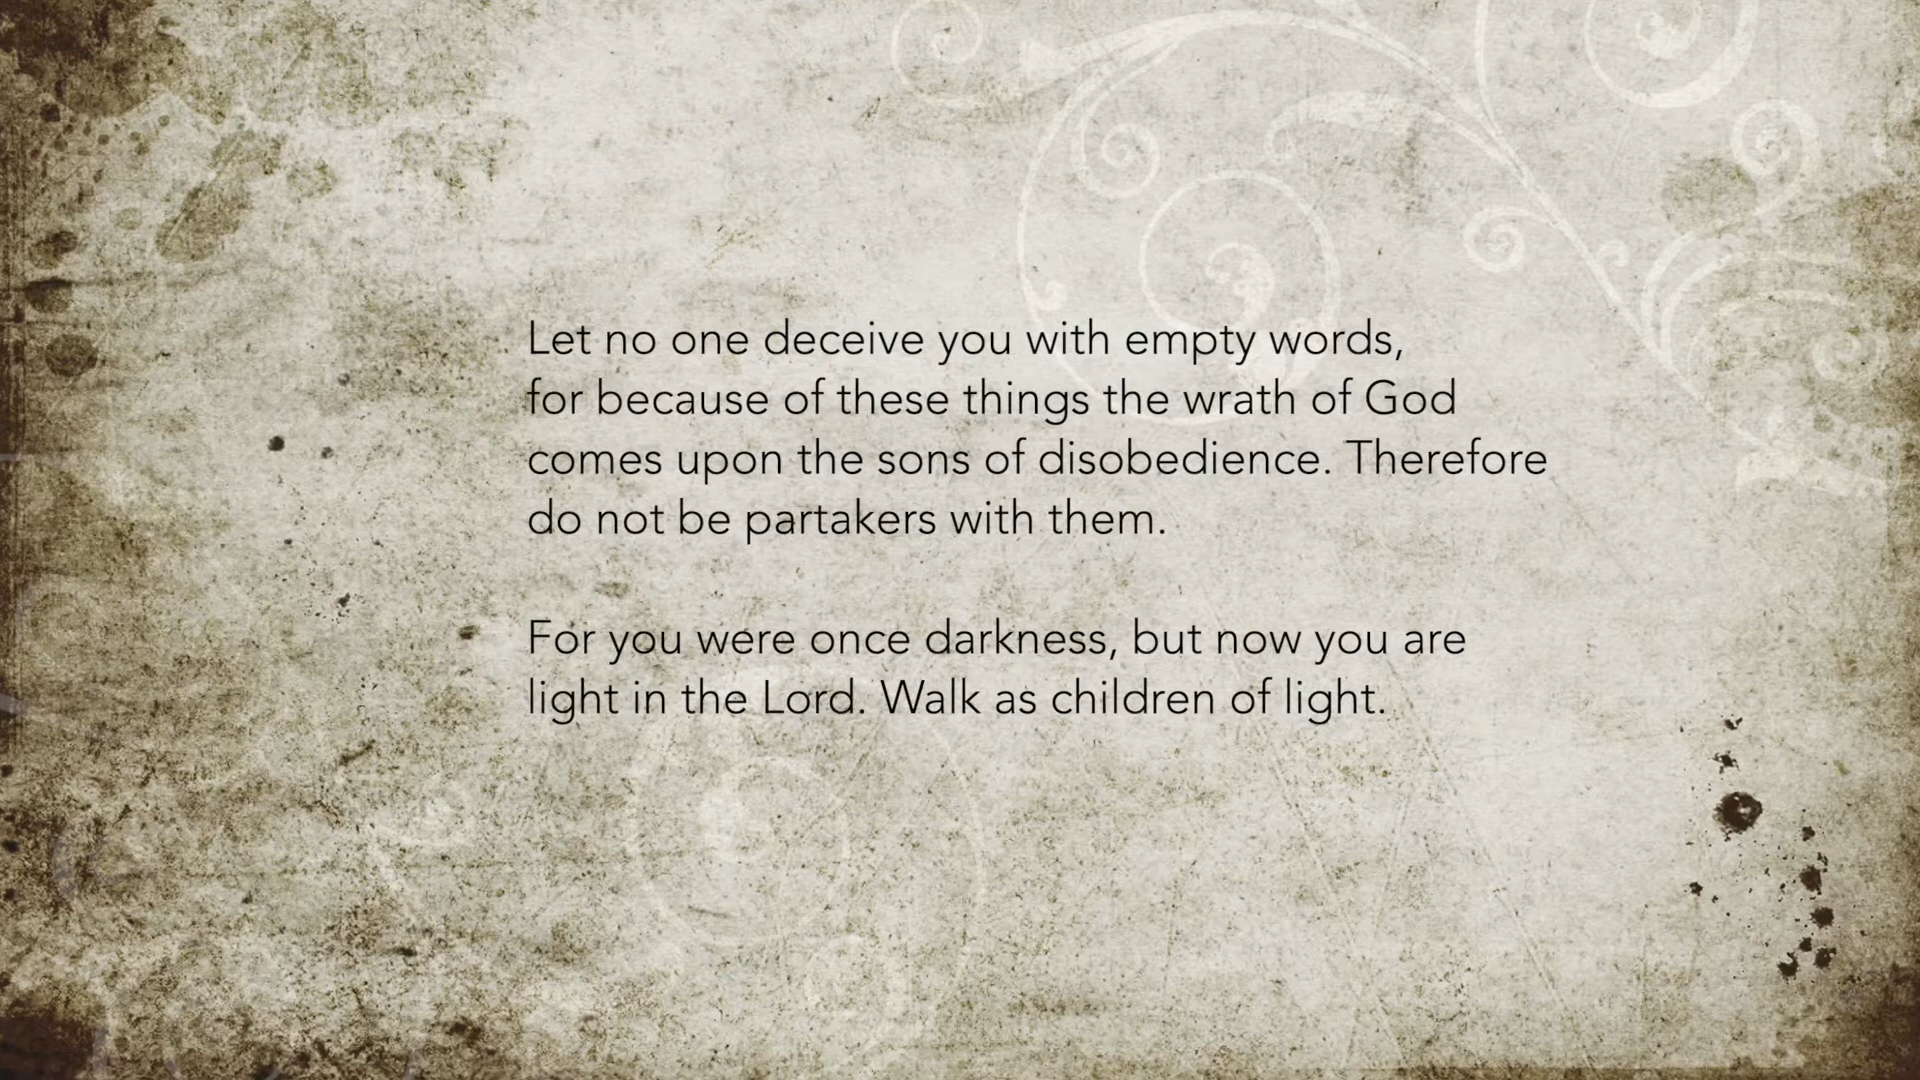 Let no one deceive you with empty words,
for because of these things the wrath of God
comes upon the sons of disobedience. Therefore
do not be partakers with them.
For you were once darkness, but now you are
light in the Lord. Walk as children of light.